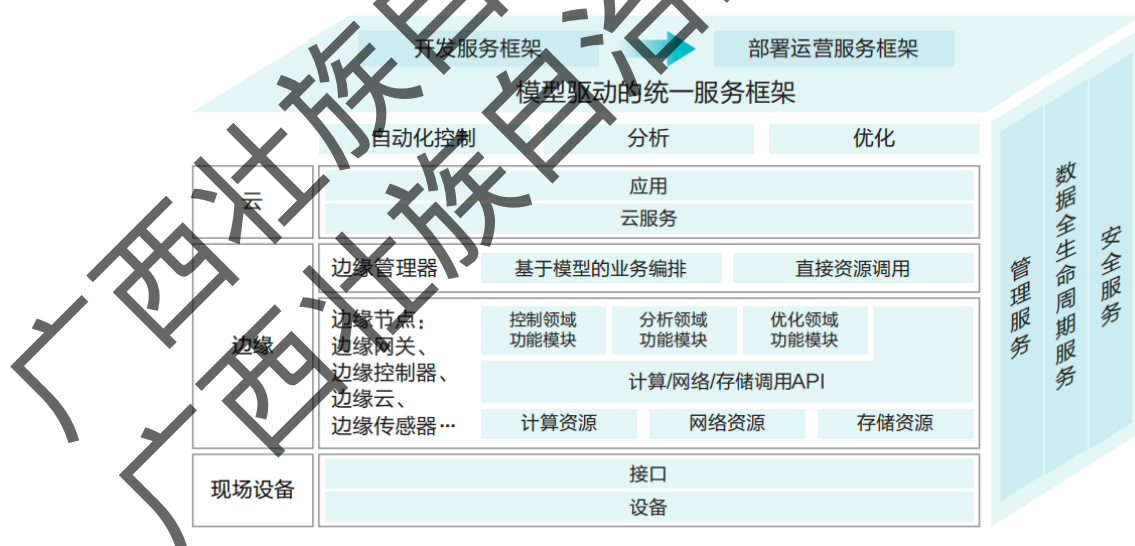 开发服务框架
部署运营服务框架
模型驱动的统一服务框架
自动化控制
分析
优化
云
应用
云服务
边缘
边缘管理器
基于模型的业务编排
直接资源调用
边缘节点：
边缘网关、
边缘控制器、
边缘云、
边缘传感器···
控制领域
功能模块
分析领域
功能模块
优化领域
功能模块
计算/网络/存储调用API
计算资源
网络资源
存储资源
现场设备
接口
设备
管理服务
数据全生命周期服务
安全服务
广西壮族自
广西壮族自治